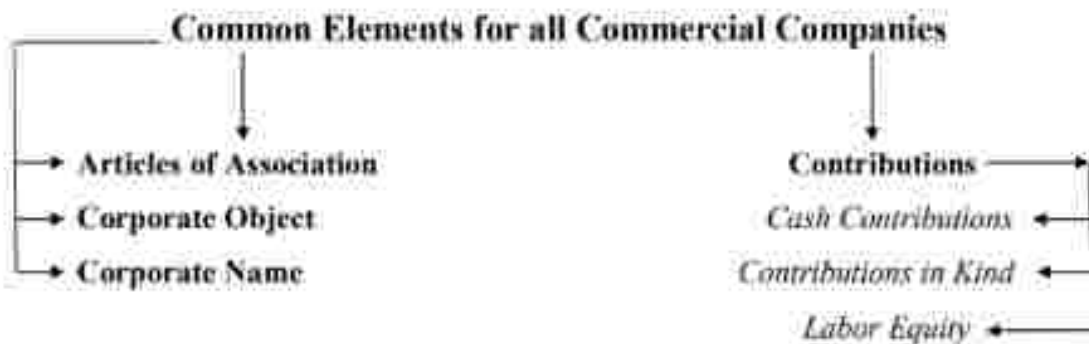 Common Elements for all Commercial Companies
Articles of Association
Corporate Object
Corporate Name
Contributions
Cash Contributions
Contributions in Kind
Labor Equity